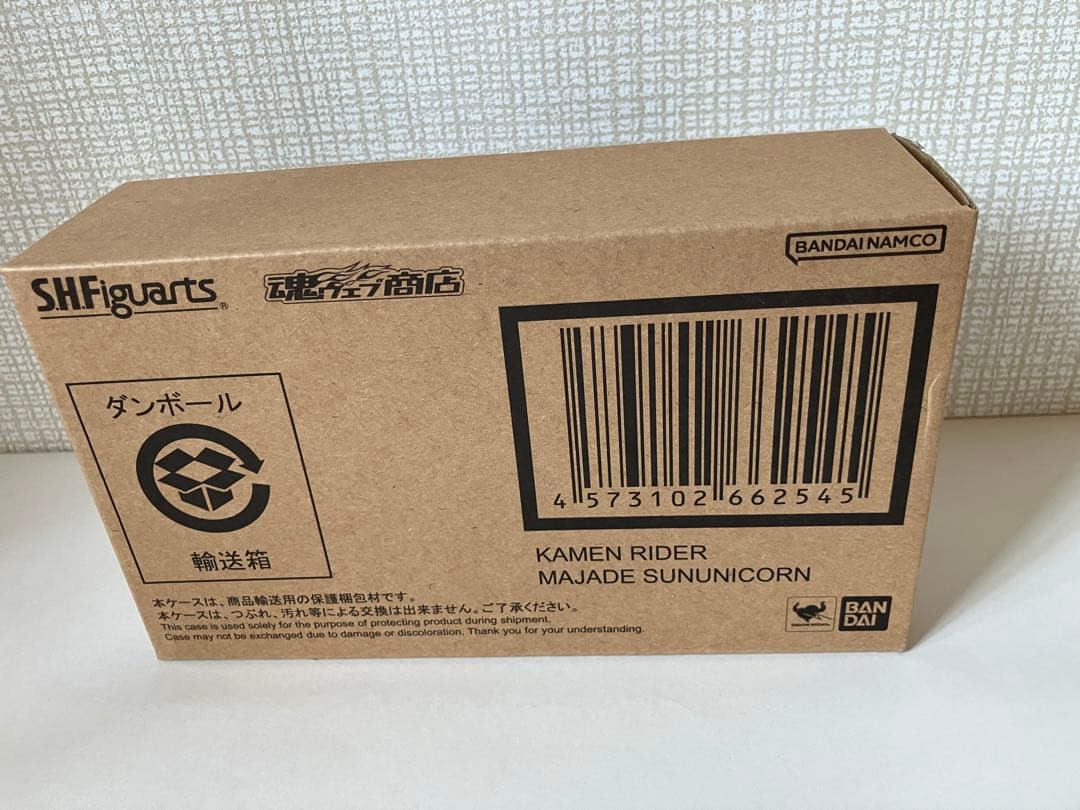 BANDAI NAMCO
S.H.Figuarts®
魂ウェブ商店
ダンボール
輸送箱
4 573102 662545
KAMEN RIDER
MAJADE SUNUNICORN
本ケースは、商品輸送用の保護梱包材です。
本ケースは、つぶれ、汚れ等による交換は出来ません。ご了承ください。
This case is used solely for the purpose of protecting product during shipment.
Case may not be exchanged due to damage or discoloration. Thank you for your understanding.
BAN
DAI